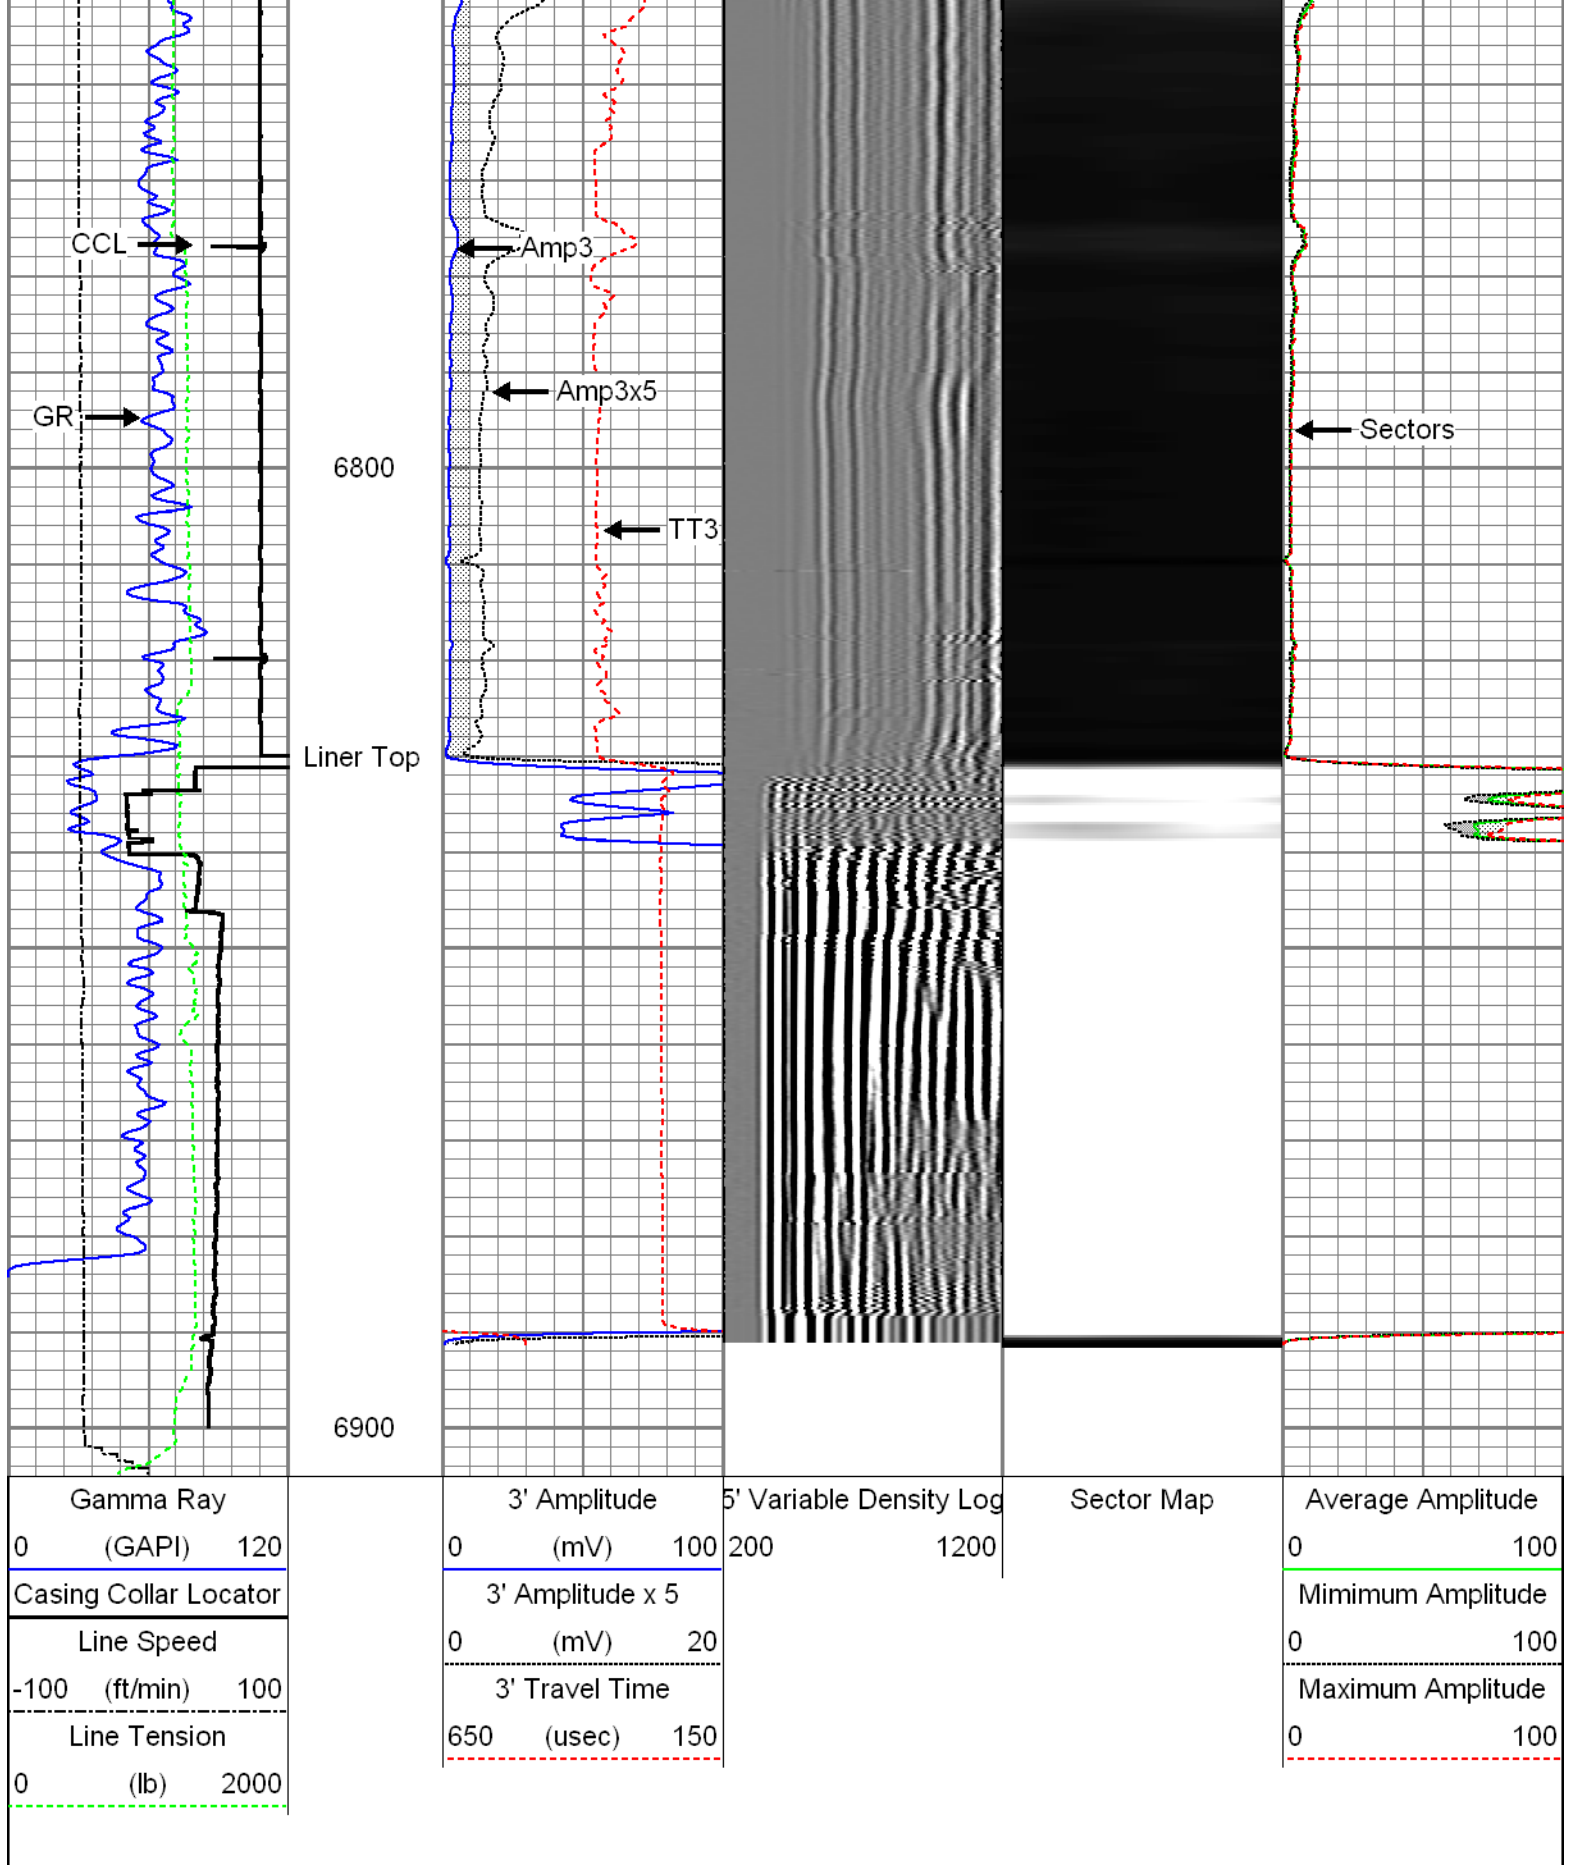 CCL
Amp3
Amp3x5
GR
Sectors
6800
TT3
Liner Top
6900
Gamma Ray
0 (GAPI) 120
Casing Collar Locator
Line Speed
-100 (ft/min) 100
Line Tension
0 (lb) 2000
3' Amplitude
0 (mV) 100
3' Amplitude x 5
0 (mV) 20
3' Travel Time
650 (usec) 150
5' Variable Density Log
200 1200
Sector Map
Average Amplitude
0 100
Mimimum Amplitude
0 100
Maximum Amplitude
0 100